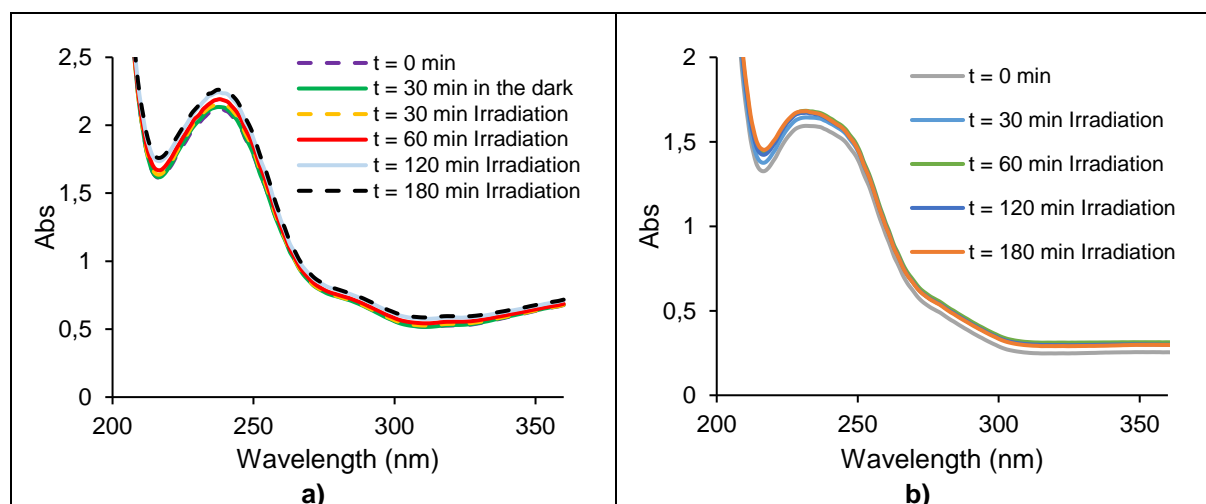 2,5
2
1,5
1
0,5
0
Abs
200
250
300
350
Wavelength (nm)
t = 0 min
t = 30 min in the dark
t = 30 min Irradiation
t = 60 min Irradiation
t = 120 min Irradiation
t = 180 min Irradiation
a)
2
1,5
1
0,5
0
Abs
200
250
300
350
Wavelength (nm)
t = 0 min
t = 30 min Irradiation
t = 60 min Irradiation
t = 120 min Irradiation
t = 180 min Irradiation
b)